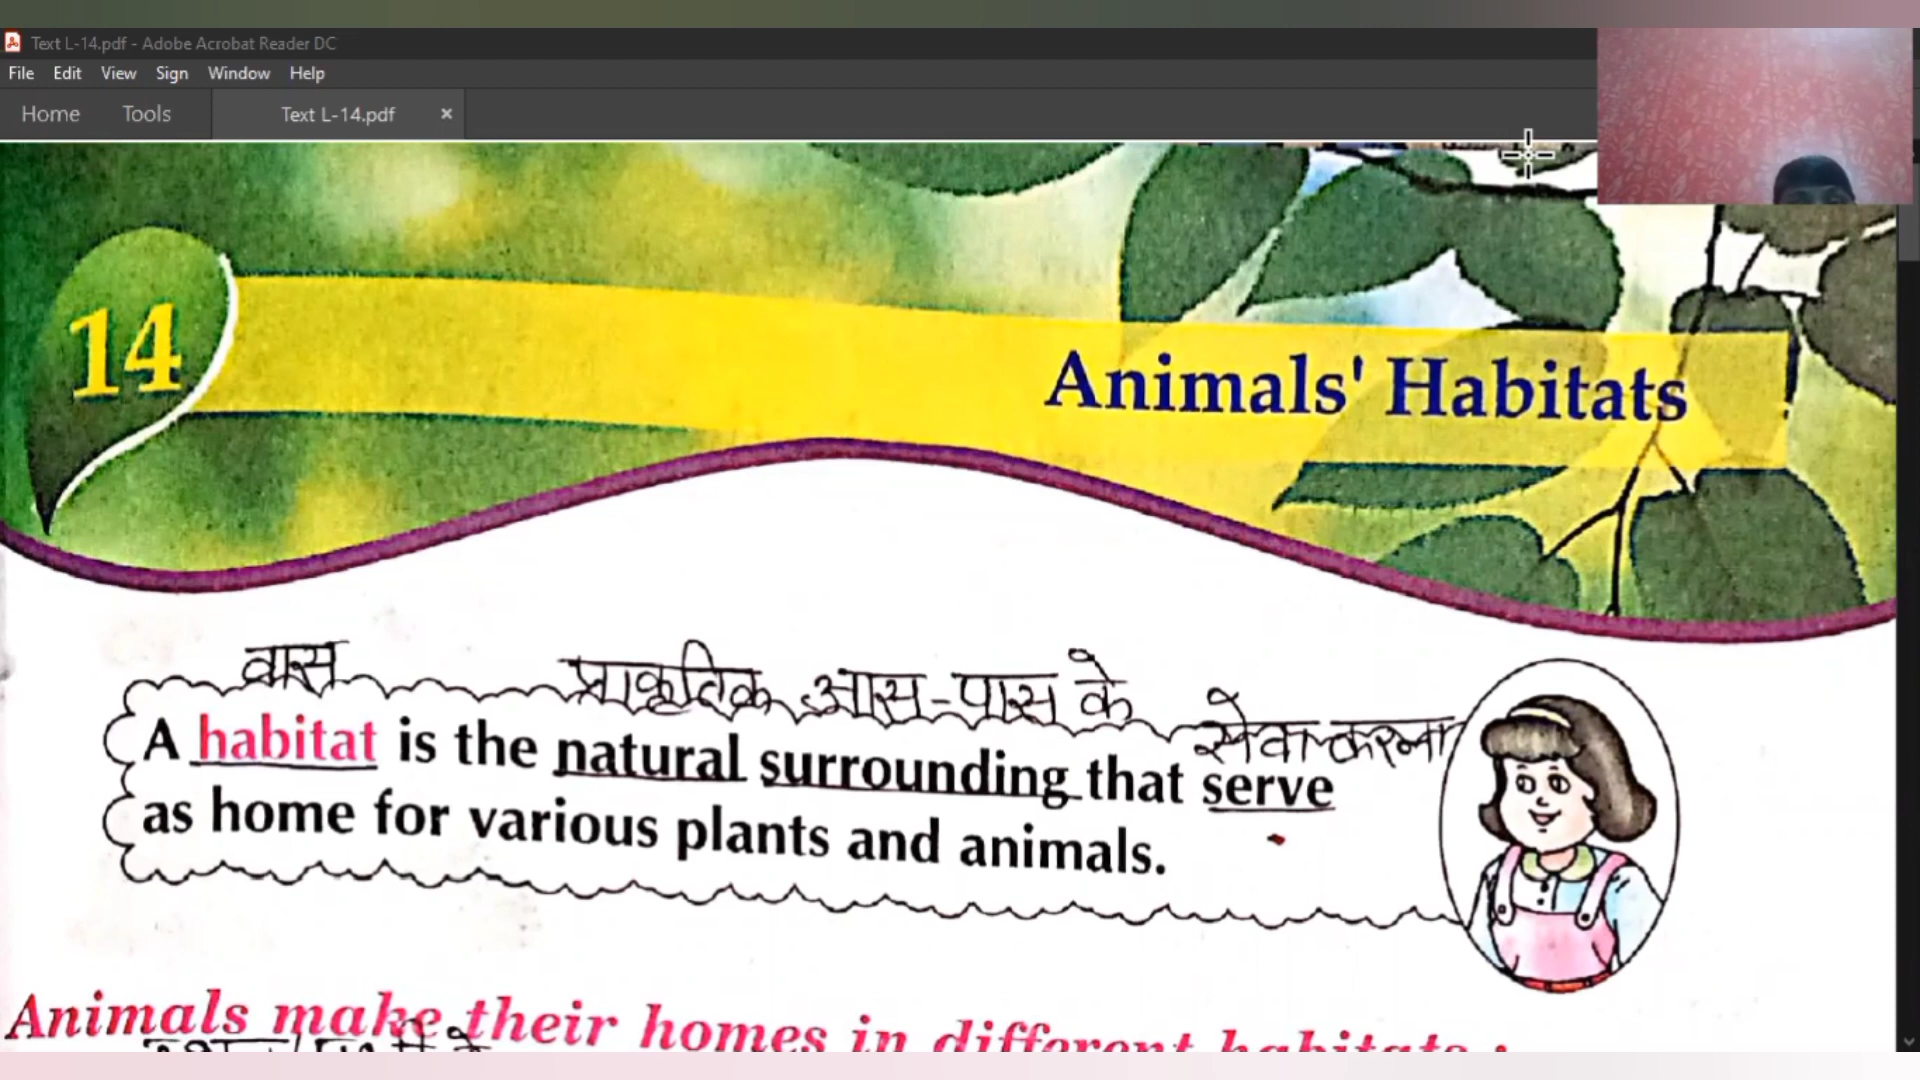 Text L-14.pdf - Adobe Acrobat Reader DC
File Edit View Sign Window Help
Home Tools Text L-14.pdf ×
14
Animals' Habitats
वास प्राकृतिक आस-पास के सेवा करना
A habitat is the natural surrounding that serve
as home for various plants and animals.
Animals make their homes in different habitats :